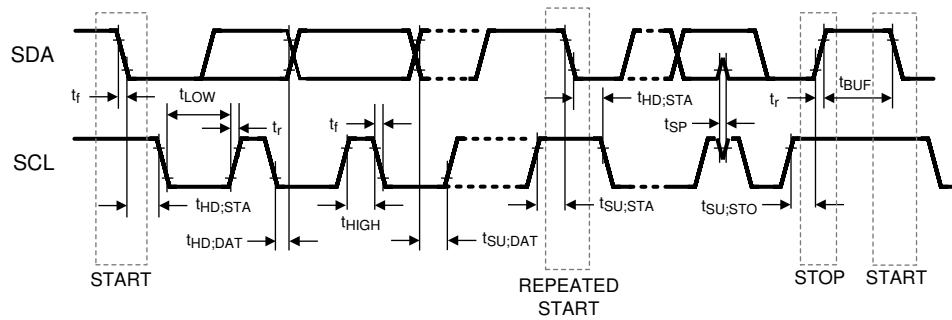 SDA
t_f
t_LOW
t_r
t_f
t_HD;STA
t_SP
t_r
t_BUF
SCL
t_HD;STA
t_HD;DAT
t_HIGH
t_SU;DAT
t_SU;STA
t_SU;STO
START
REPEATED
START
STOP
START